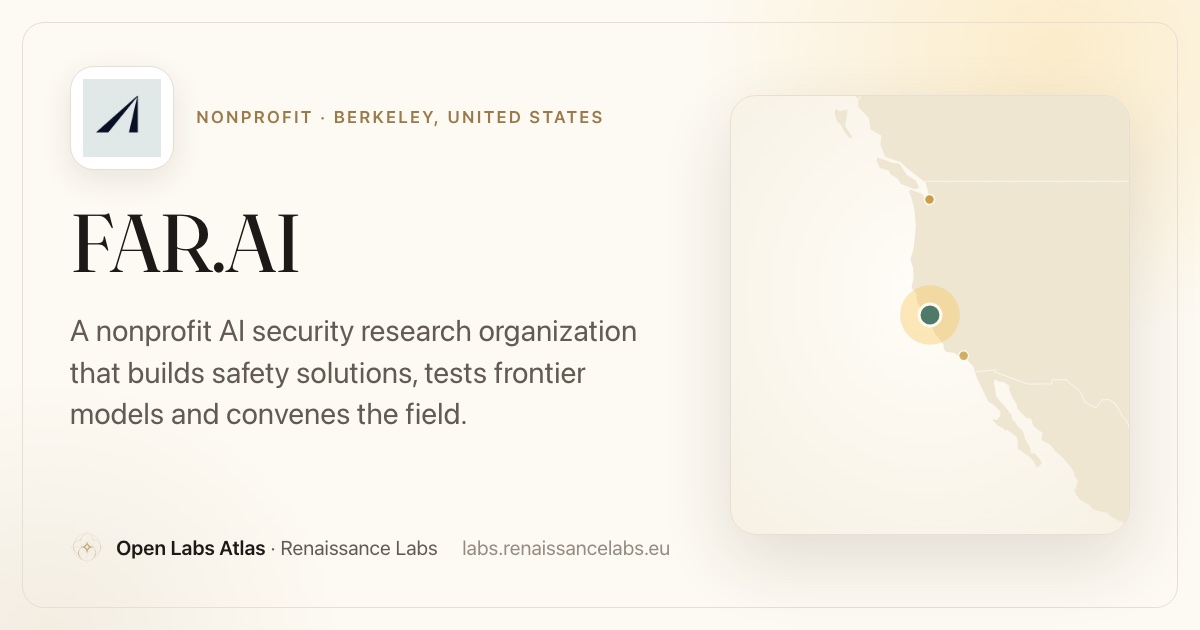 NONPROFIT · BERKELEY, UNITED STATES
FAR.AI
A nonprofit AI security research organization
that builds safety solutions, tests frontier
models and convenes the field.
Open Labs Atlas · Renaissance Labs labs.renaissancelabs.eu